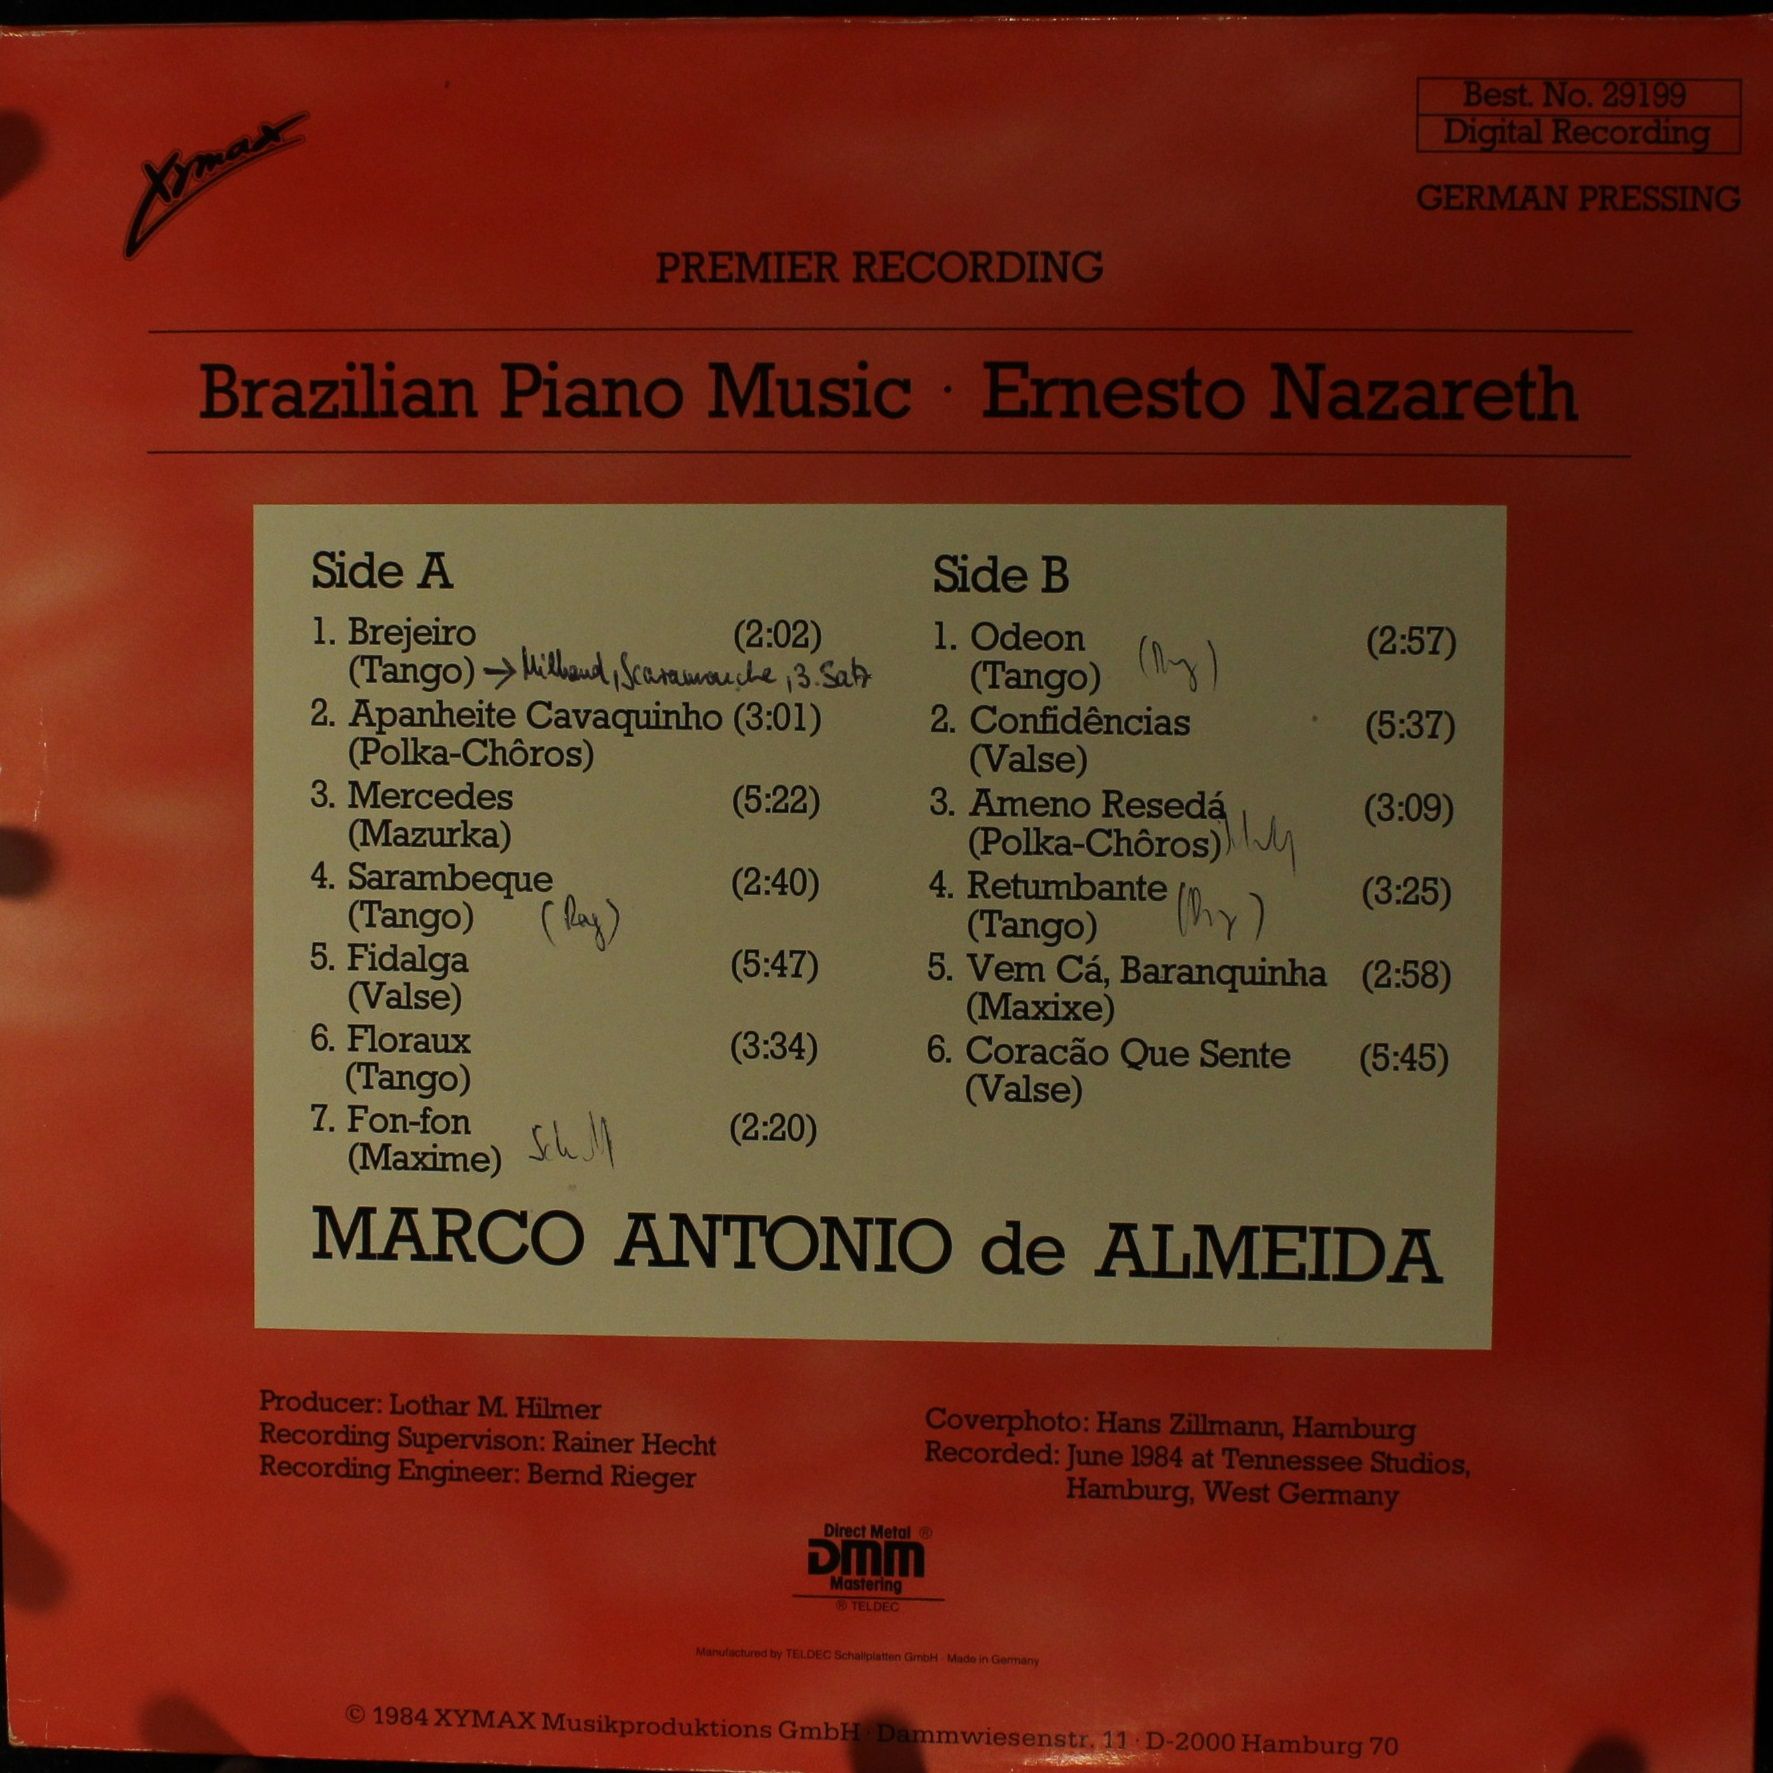 Xymax
Best. No. 29199
Digital Recording
GERMAN PRESSING
PREMIER RECORDING
Brazilian Piano Music · Ernesto Nazareth
Side A
1. Brejeiro (2:02)
(Tango) → Milhaud, Scaramouche, 3. Satz
2. Apanheite Cavaquinho (3:01)
(Polka-Chôros)
3. Mercedes (5:22)
(Mazurka)
4. Sarambeque (2:40)
(Tango) (Rag)
5. Fidalga (5:47)
(Valse)
6. Floraux (3:34)
(Tango)
7. Fon-fon (2:20)
(Maxime)
Side B
1. Odeon (2:57)
(Tango)
2. Confidências (5:37)
(Valse)
3. Ameno Resedá (3:09)
(Polka-Chôros)
4. Retumbante (3:25)
(Tango)
5. Vem Cá, Baranquinha (2:58)
(Maxixe)
6. Coracão Que Sente (5:45)
(Valse)
MARCO ANTONIO de ALMEIDA
Producer: Lothar M. Hilmer
Recording Supervison: Rainer Hecht
Recording Engineer: Bernd Rieger
Coverphoto: Hans Zillmann, Hamburg
Recorded: June 1984 at Tennessee Studios,
Hamburg, West Germany
Direct Metal ®
DMM
Mastering
® TELDEC
Manufactured by TELDEC Schallplatten GmbH · Made in Germany
© 1984 XYMAX Musikproduktions GmbH · Dammwiesenstr. 11 · D-2000 Hamburg 70